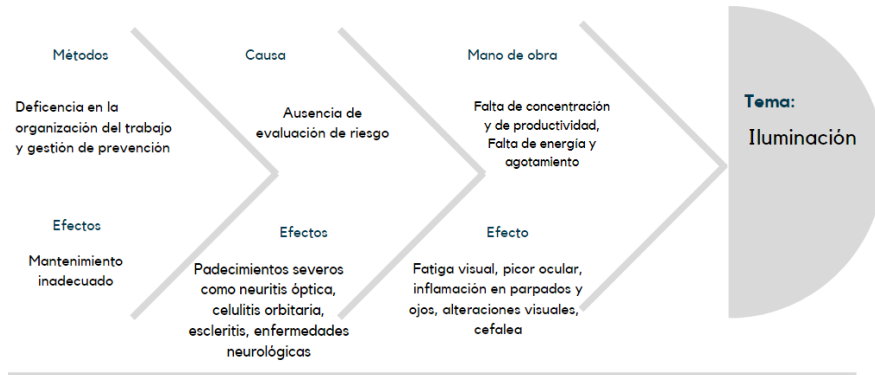 Métodos
Deficencia en la
organización del trabajo
y gestión de prevención
Causa
Ausencia de
evaluación de riesgo
Mano de obra
Falta de concentración
y de productividad,
Falta de energía y
agotamiento
Tema:
Iluminación
Efectos
Mantenimiento
inadecuado
Efectos
Padecimientos severos
como neuritis óptica,
celulitis orbitaria,
escleritis, enfermedades
neurológicas
Efecto
Fatiga visual, picor ocular,
inflamación en parpados y
ojos, alteraciones visuales,
cefalea